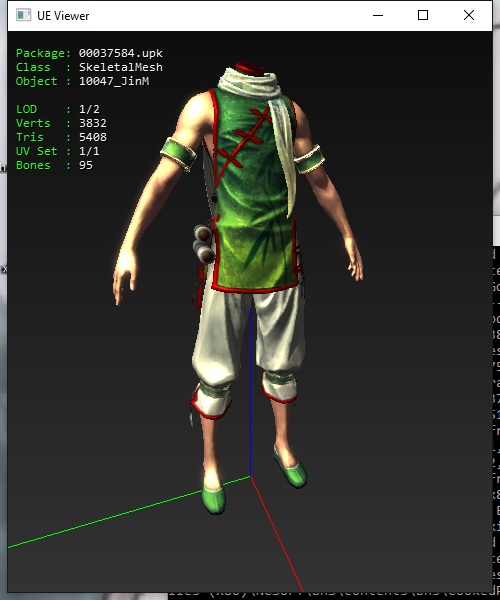 UE Viewer
Package: 00037584.upk
Class  : SkeletalMesh
Object : 10047_JinM
LOD    : 1/2
Verts  : 3832
Tris   : 5408
UV Set : 1/1
Bones  : 95